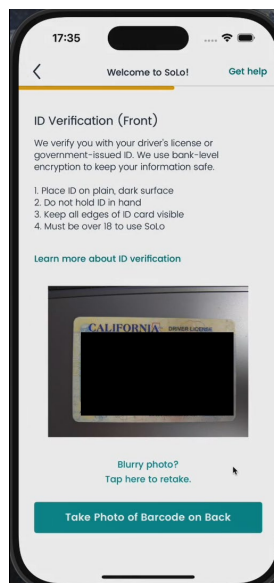 17:35
Welcome to SoLo!
Get help
ID Verification (Front)
We verify you with your driver's license or
government-issued ID. We use bank-level
encryption to keep your information safe.
1. Place ID on plain, dark surface
2. Do not hold ID in hand
3. Keep all edges of ID card visible
4. Must be over 18 to use SoLo
Learn more about ID verification
CALIFORNIA DRIVER LICENSE
Blurry photo?
Tap here to retake.
Take Photo of Barcode on Back